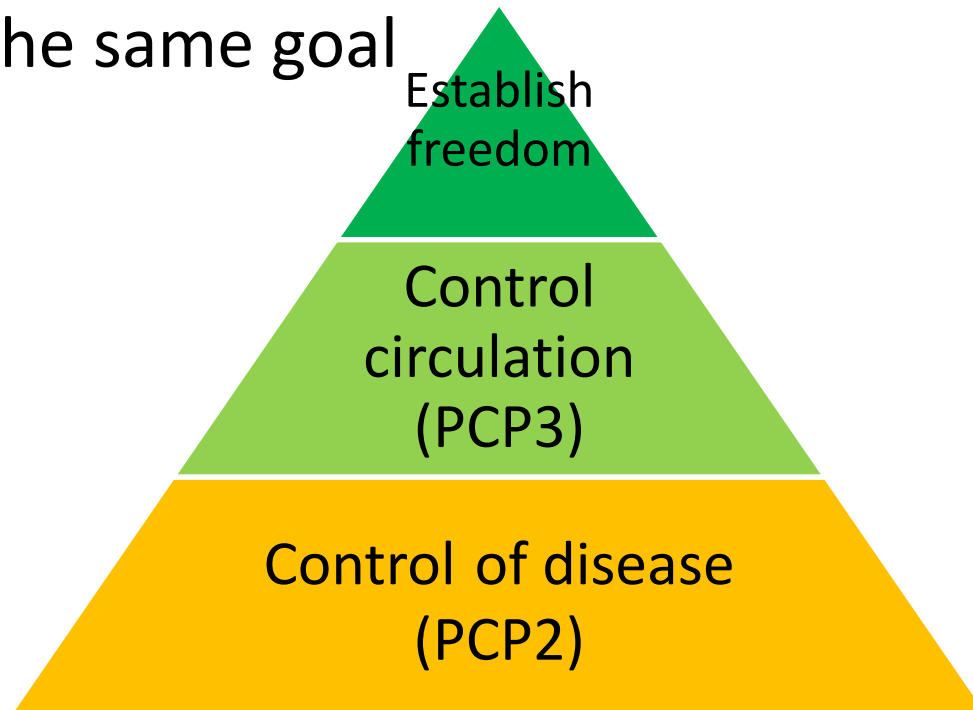 he same goal
Establish
freedom
Control
circulation
(PCP3)
Control of disease
(PCP2)